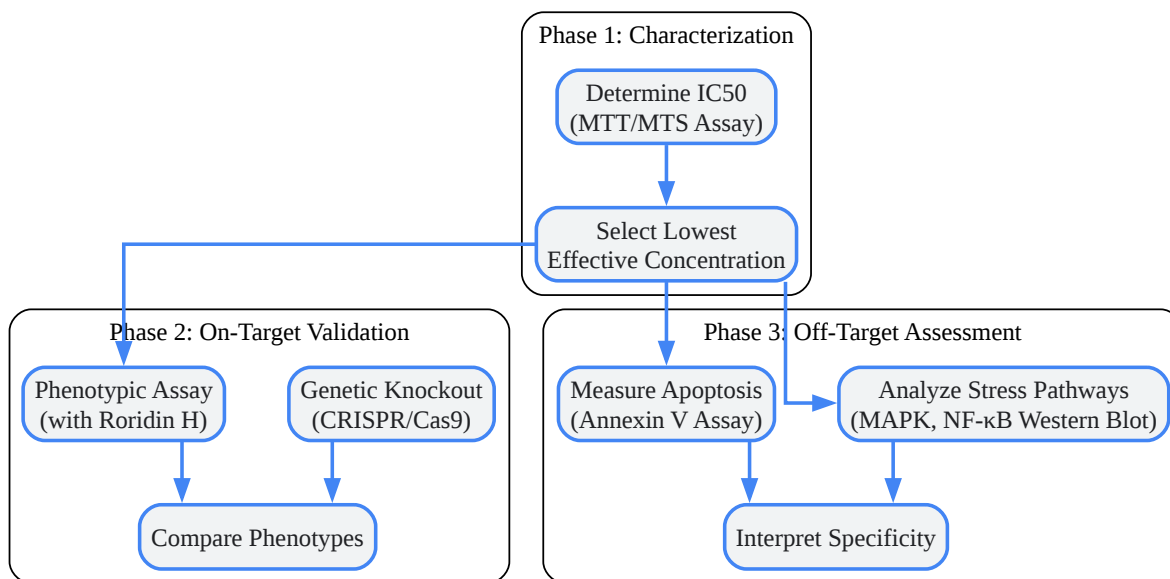 Phase 1: Characterization
Determine IC50
(MTT/MTS Assay)
Select Lowest
Effective Concentration
Phase 2: On-Target Validation
Phenotypic Assay
(with Roridin H)
Genetic Knockout
(CRISPR/Cas9)
Compare Phenotypes
Phase 3: Off-Target Assessment
Measure Apoptosis
(Annexin V Assay)
Analyze Stress Pathways
(MAPK, NF-κB Western Blot)
Interpret Specificity